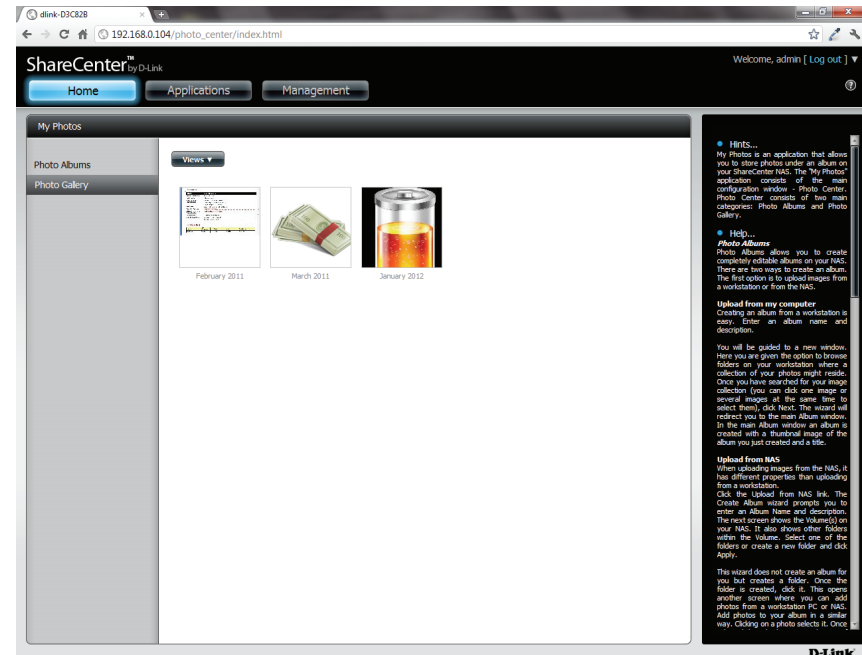 dlink-D3C82B
192.168.0.104/photo_center/index.html
ShareCenter™ by D-Link
Welcome, admin [ Log out ] ▼
Home Applications Management
My Photos
Photo Albums
Photo Gallery
Views ▼
February 2011 March 2011 January 2012
Hints...
My Photos is an application that allows
you to store photos under an album on
your ShareCenter NAS. The "My Photos"
application consists of the main
configuration window - Photo Center.
Photo Center consists of two main
categories: Photo Albums and Photo
Gallery.
Help...
Photo Albums
Photo Albums allows you to create
completely editable albums on your NAS.
There are two ways to create an album.
The first option is to upload images from
a workstation or from the NAS.
Upload from my computer
Creating an album from a workstation is
easy. Enter an album name and
description.
You will be guided to a new window.
Here you are given the option to browse
folders on your workstation where a
collection of your photos might reside.
Once you have searched for your image
collection (you can click one image or
several images at the same time to
select them), click Next. The wizard will
redirect you to the main Album window.
In the main Album window an album is
created with a thumbnail image of the
album you just created and a title.
Upload from NAS
When uploading images from the NAS, it
has different properties than uploading
from a workstation.
Click the Upload from NAS link. The
Create Album wizard prompts you to
enter an Album Name and description.
The next screen shows the Volume(s) on
your NAS. It also shows other folders
within the Volume. Select one of the
folders or create a new folder and click
Apply.
This wizard does not create an album for
you but creates a folder. Once the
folder is created, click it. This opens
another screen where you can add
photos from a workstation PC or NAS.
Add photos to your album in a similar
way. Clicking on a photo selects it. Once
D-Link